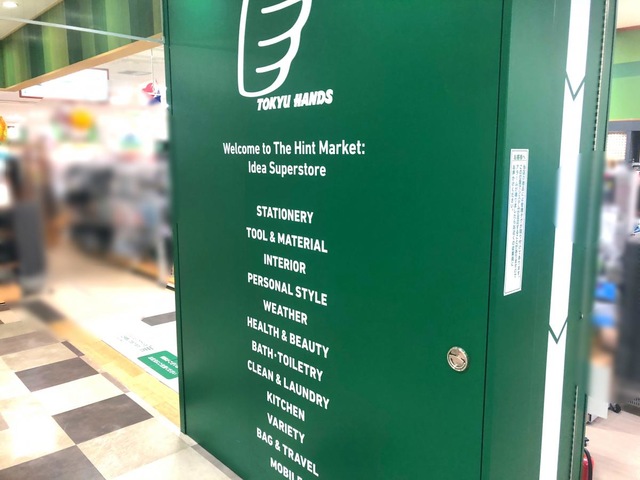 TOKYU HANDS
Welcome to The Hint Market:
Idea Superstore
STATIONERY
TOOL & MATERIAL
INTERIOR
PERSONAL STYLE
WEATHER
HEALTH & BEAUTY
BATH・TOILETRY
CLEAN & LAUNDRY
KITCHEN
VARIETY
BAG & TRAVEL
MOBILE